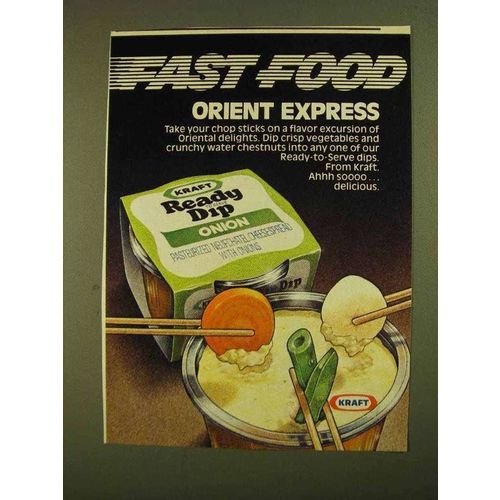 FAST FOOD
ORIENT EXPRESS
Take your chop sticks on a flavor excursion of
Oriental delights. Dip crisp vegetables and
crunchy water chestnuts into any one of our
Ready-to-Serve dips.
From Kraft.
Ahhh soooo...
delicious.
KRAFT
Ready
Dip
ONION
PASTEURIZED NEUFCHATEL CHEESE SPREAD
WITH ONIONS
Dip
KRAFT